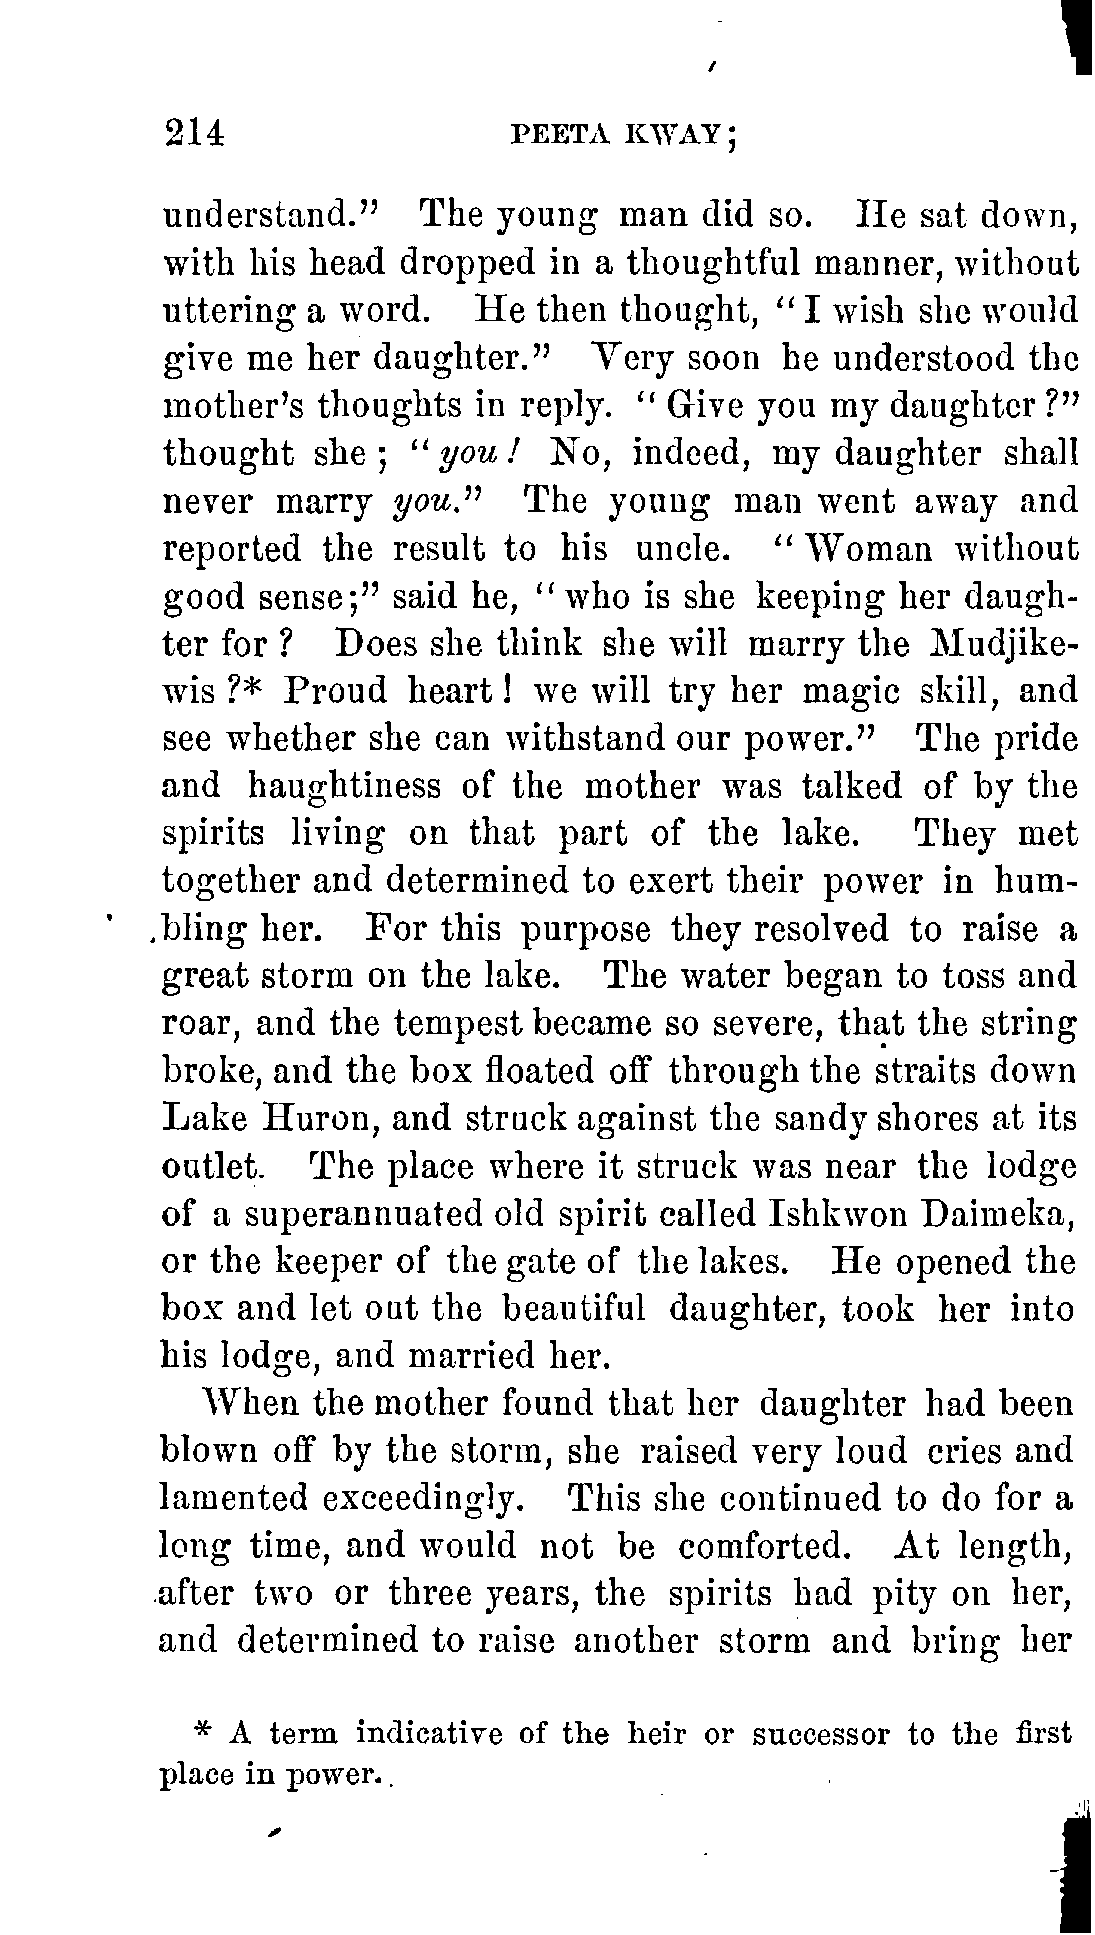 214 PEETA KWAY;
understand." The young man did so. He sat down,
with his head dropped in a thoughtful manner, without
uttering a word. He then thought, "I wish she would
give me her daughter." Very soon he understood the
mother's thoughts in reply. "Give you my daughter?"
thought she; "you! No, indeed, my daughter shall
never marry you." The young man went away and
reported the result to his uncle. "Woman without
good sense;" said he, "who is she keeping her daugh-
ter for? Does she think she will marry the Mudjike-
wis?* Proud heart! we will try her magic skill, and
see whether she can withstand our power." The pride
and haughtiness of the mother was talked of by the
spirits living on that part of the lake. They met
together and determined to exert their power in hum-
bling her. For this purpose they resolved to raise a
great storm on the lake. The water began to toss and
roar, and the tempest became so severe, that the string
broke, and the box floated off through the straits down
Lake Huron, and struck against the sandy shores at its
outlet. The place where it struck was near the lodge
of a superannuated old spirit called Ishkwon Daimeka,
or the keeper of the gate of the lakes. He opened the
box and let out the beautiful daughter, took her into
his lodge, and married her.
When the mother found that her daughter had been
blown off by the storm, she raised very loud cries and
lamented exceedingly. This she continued to do for a
long time, and would not be comforted. At length,
after two or three years, the spirits had pity on her,
and determined to raise another storm and bring her
* A term indicative of the heir or successor to the first
place in power.